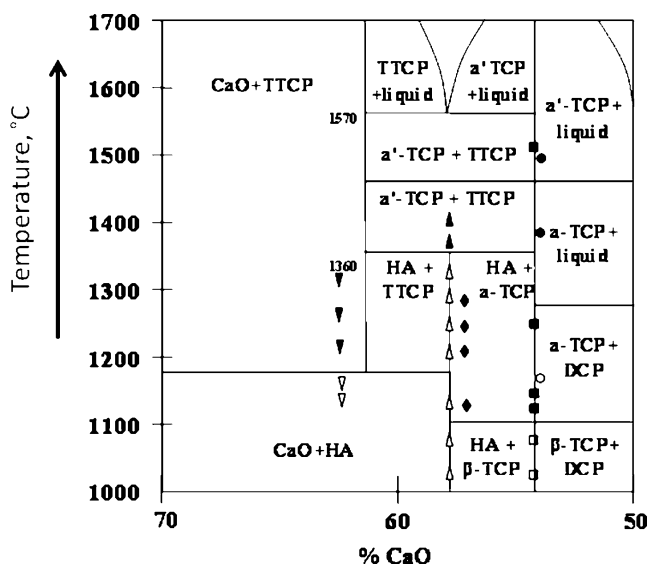 1700
1600
1500
1400
1300
1200
1100
1000
Temperature, °C
CaO+TTCP
TTCP
+liquid
a' TCP
+liquid
a'-TCP+
liquid
1570
a'-TCP + TTCP
a'-TCP + TTCP
a-TCP+
liquid
1360
HA +
TTCP
HA +
a-TCP
a-TCP+
DCP
CaO+HA
HA +
β-TCP
β-TCP+
DCP
70
60
50
% CaO